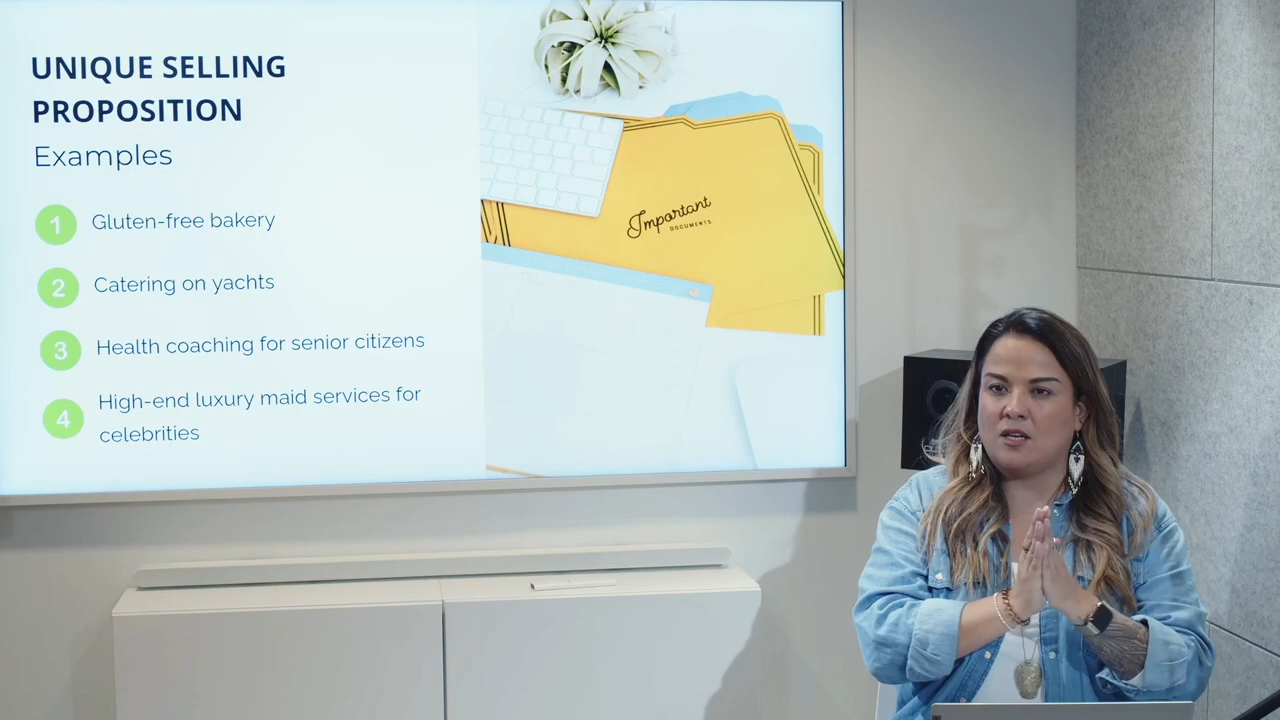 UNIQUE SELLING
PROPOSITION
Examples
1 Gluten-free bakery
2 Catering on yachts
3 Health coaching for senior citizens
4 High-end luxury maid services for
celebrities
Important
DOCUMENTS